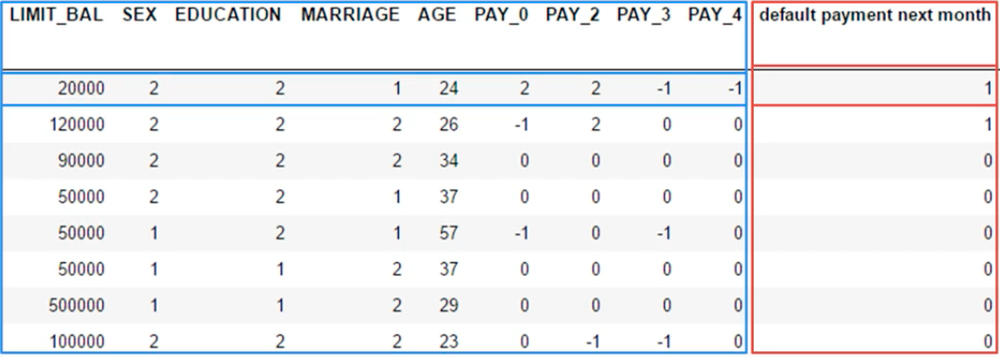 LIMIT_BAL SEX EDUCATION MARRIAGE AGE PAY_0 PAY_2 PAY_3 PAY_4 default payment next month
20000 2 2 1 24 2 2 -1 -1 1
120000 2 2 2 26 -1 2 0 0 1
90000 2 2 2 34 0 0 0 0 0
50000 2 2 1 37 0 0 0 0 0
50000 1 2 1 57 -1 0 -1 0 0
50000 1 1 2 37 0 0 0 0 0
500000 1 1 2 29 0 0 0 0 0
100000 2 2 2 23 0 -1 -1 0 0